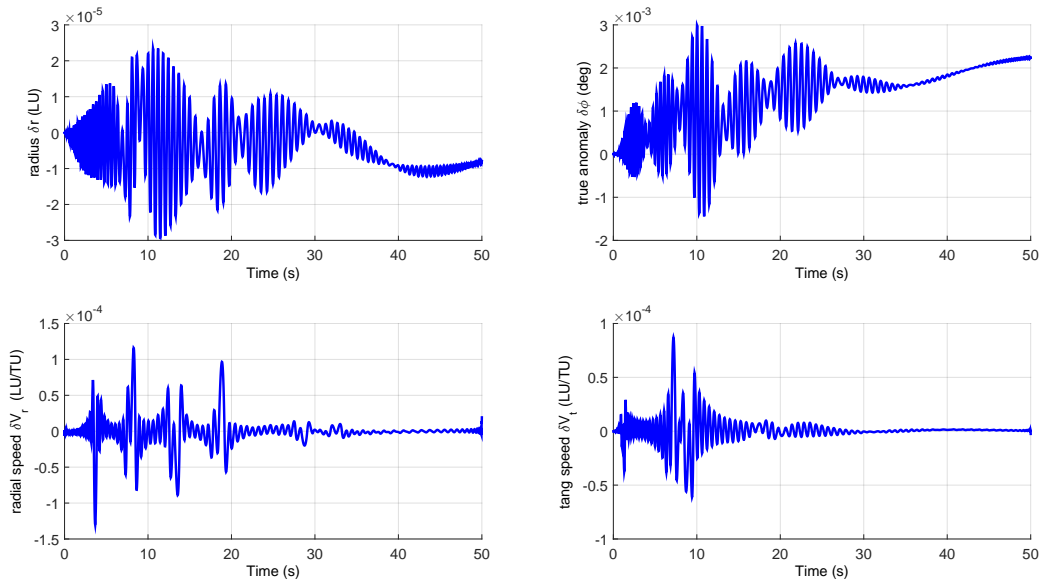 ×10⁻⁵
3
2
1
0
-1
-2
-3
radius δr (LU)
0 10 20 30 40 50
Time (s)
×10⁻³
3
2
1
0
-1
-2
true anomaly δϕ (deg)
0 10 20 30 40 50
Time (s)
×10⁻⁴
1.5
1
0.5
0
-0.5
-1
-1.5
radial speed δVᵣ (LU/TU)
0 10 20 30 40 50
Time (s)
×10⁻⁴
1
0.5
0
-0.5
-1
tang speed δVₜ (LU/TU)
0 10 20 30 40 50
Time (s)